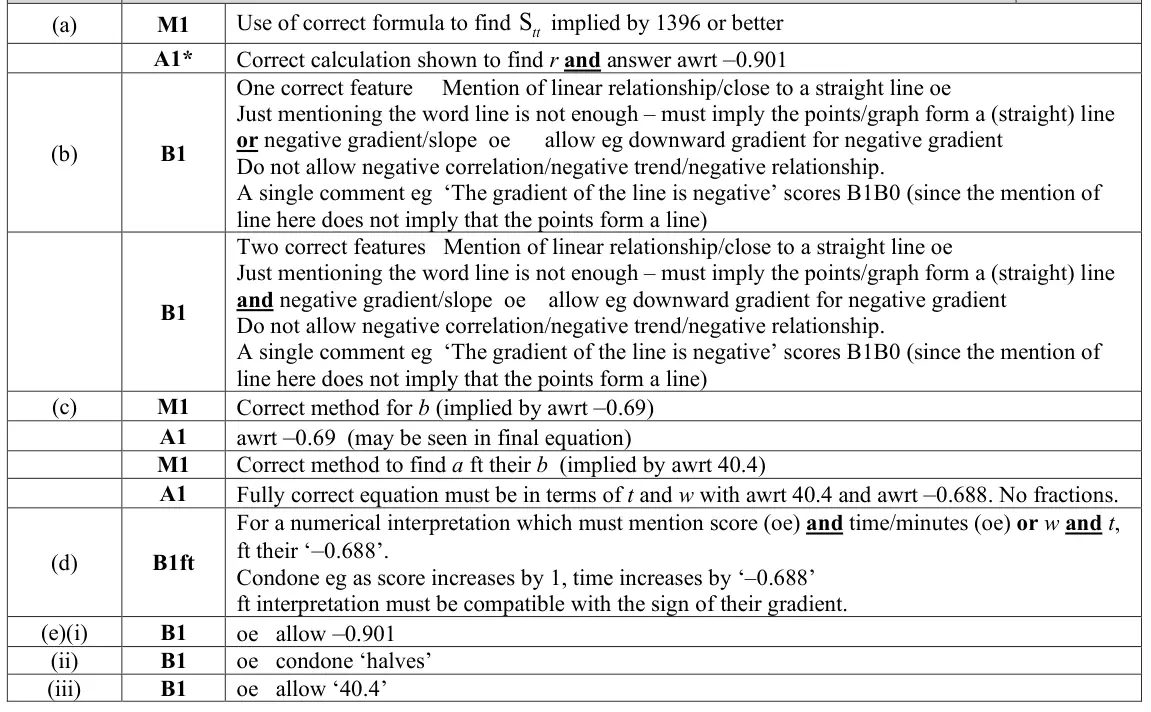 (a) M1 Use of correct formula to find Stt implied by 1396 or better
A1* Correct calculation shown to find r and answer awrt –0.901
One correct feature Mention of linear relationship/close to a straight line oe
Just mentioning the word line is not enough – must imply the points/graph form a (straight) line
or negative gradient/slope oe allow eg downward gradient for negative gradient
(b) B1 Do not allow negative correlation/negative trend/negative relationship.
A single comment eg ‘The gradient of the line is negative’ scores B1B0 (since the mention of
line here does not imply that the points form a line)
Two correct features Mention of linear relationship/close to a straight line oe
Just mentioning the word line is not enough – must imply the points/graph form a (straight) line
and negative gradient/slope oe allow eg downward gradient for negative gradient
B1 Do not allow negative correlation/negative trend/negative relationship.
A single comment eg ‘The gradient of the line is negative’ scores B1B0 (since the mention of
line here does not imply that the points form a line)
(c) M1 Correct method for b (implied by awrt –0.69)
A1 awrt –0.69 (may be seen in final equation)
M1 Correct method to find a ft their b (implied by awrt 40.4)
A1 Fully correct equation must be in terms of t and w with awrt 40.4 and awrt –0.688. No fractions.
For a numerical interpretation which must mention score (oe) and time/minutes (oe) or w and t,
ft their ‘–0.688’.
(d) B1ft Condone eg as score increases by 1, time increases by ‘–0.688’
ft interpretation must be compatible with the sign of their gradient.
(e)(i) B1 oe allow –0.901
(ii) B1 oe condone ‘halves’
(iii) B1 oe allow ‘40.4’